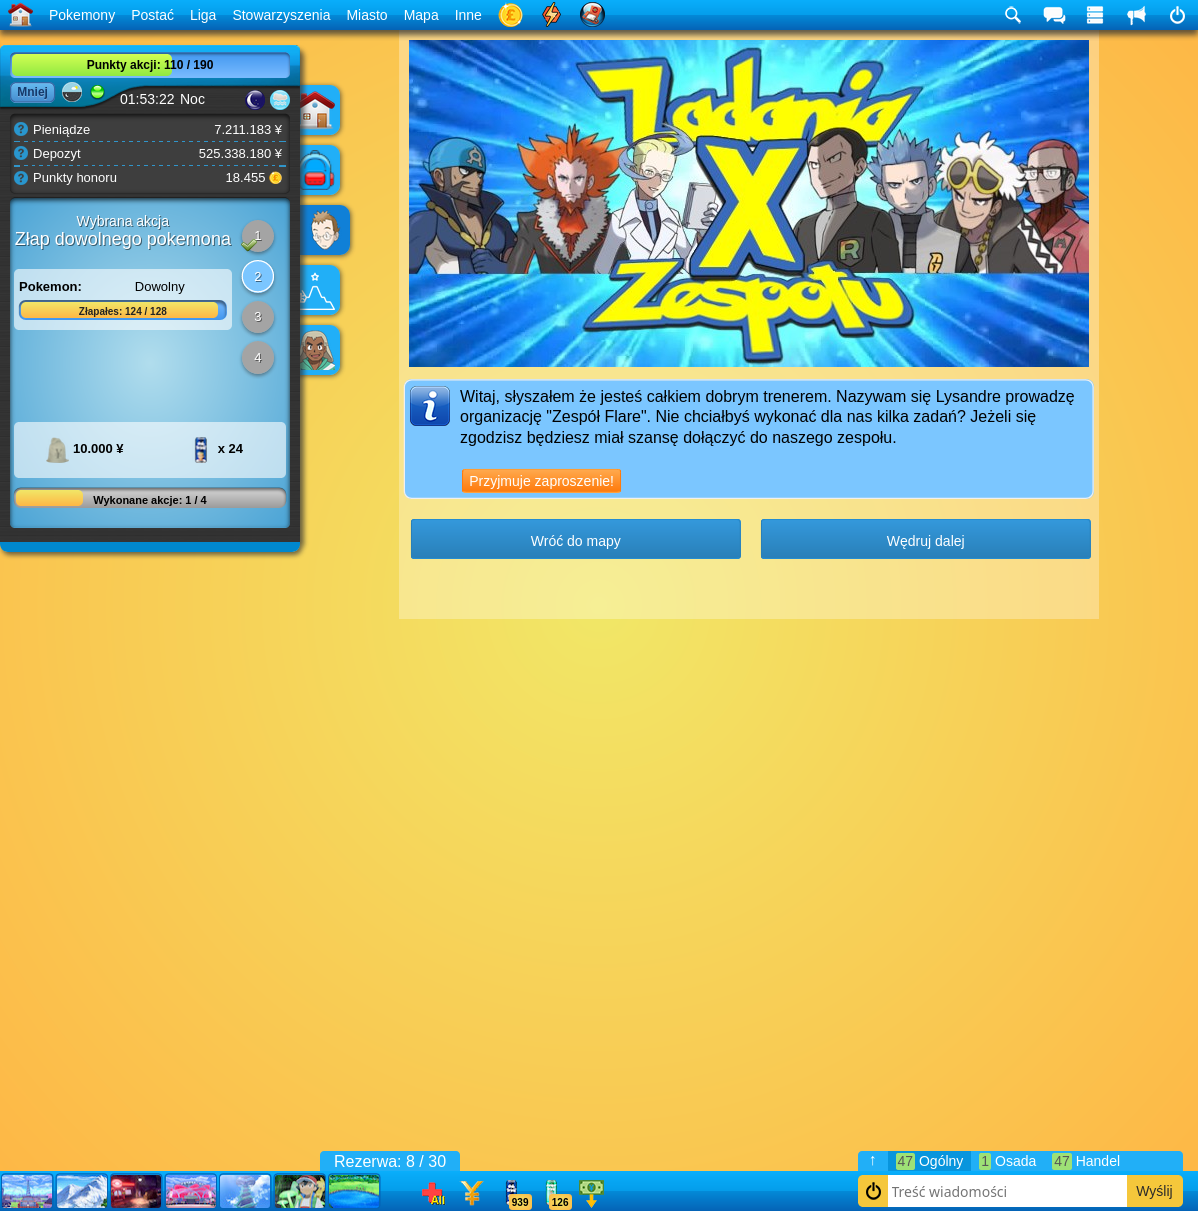 Pokemony Postać Liga Stowarzyszenia Miasto Mapa Inne
Punkty akcji: 110 / 190
Mniej 01:53:22 Noc
Pieniądze 7.211.183 ¥
Depozyt 525.338.180 ¥
Punkty honoru 18.455
Wybrana akcja
Złap dowolnego pokemona
1
2
3
4
Pokemon: Dowolny
Złapałeś: 124 / 128
10.000 ¥ x 24
Wykonane akcje: 1 / 4
Zadania
X
Zespołu
Witaj, słyszałem że jesteś całkiem dobrym trenerem. Nazywam się Lysandre prowadzę
organizację "Zespół Flare". Nie chciałbyś wykonać dla nas kilka zadań? Jeżeli się
zgodzisz będziesz miał szansę dołączyć do naszego zespołu.
Przyjmuje zaproszenie!
Wróć do mapy Wędruj dalej
Rezerwa: 8 / 30
All 939 126
↑ 47 Ogólny 1 Osada 47 Handel
Treść wiadomości Wyślij